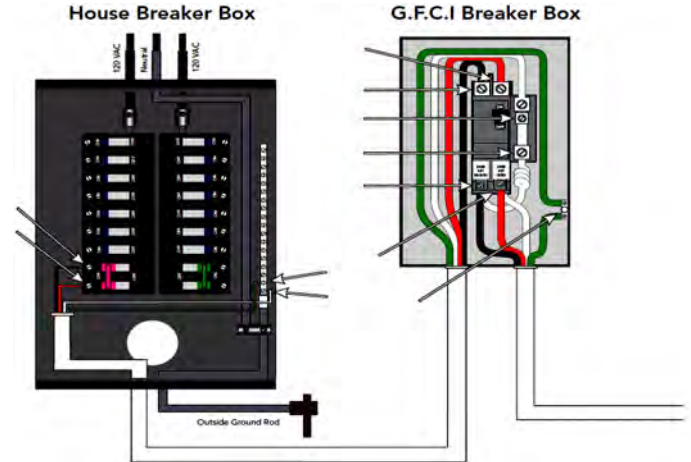 House Breaker Box
G.F.C.I Breaker Box
120 VAC
Neutral
120 VAC
Outside Ground Rod